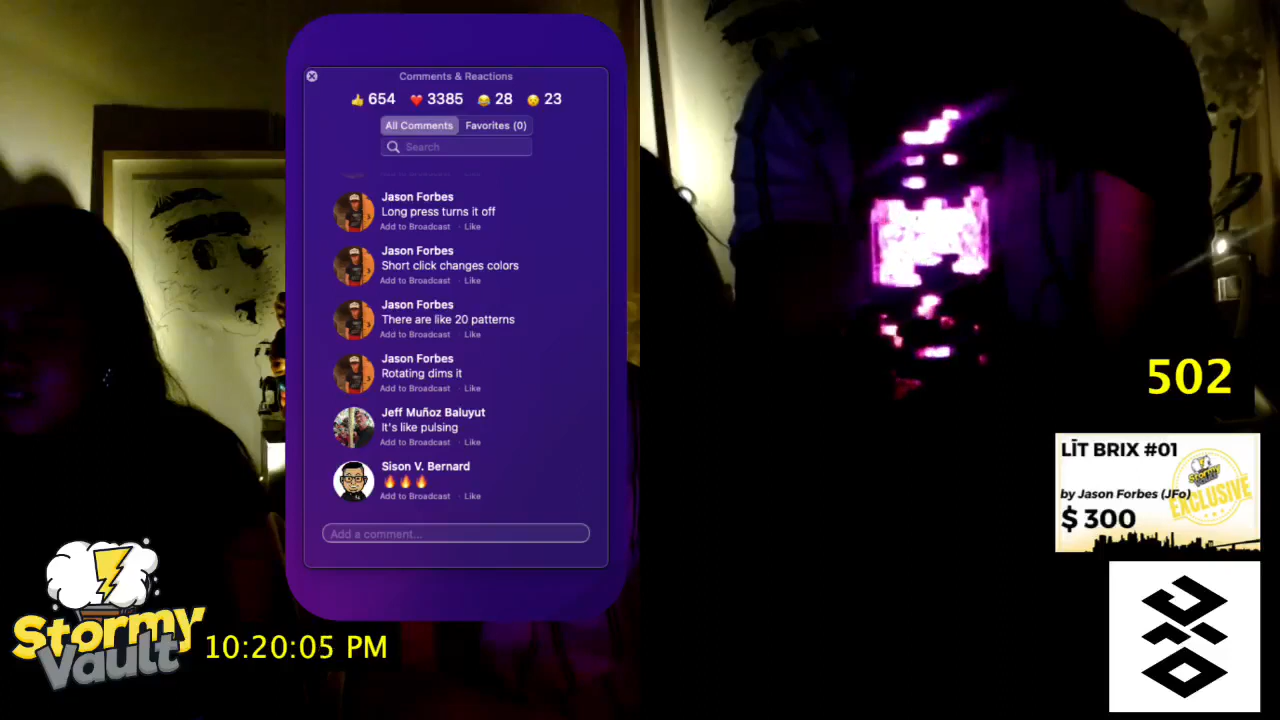 Comments & Reactions
👍 654 ❤️ 3385 😂 28 😯 23
All Comments Favorites (0)
Search
Jason Forbes
Long press turns it off
Add to Broadcast · Like
Jason Forbes
Short click changes colors
Add to Broadcast · Like
Jason Forbes
There are like 20 patterns
Add to Broadcast · Like
Jason Forbes
Rotating dims it
Add to Broadcast · Like
Jeff Muñoz Baluyut
It's like pulsing
Add to Broadcast · Like
Sison V. Bernard
🔥🔥🔥
Add to Broadcast · Like
Add a comment...
502
LĪT BRIX #01
Stormy
Vault
EXCLUSIVE
by Jason Forbes (JFo)
$ 300
Stormy
Vault
10:20:05 PM
JFO